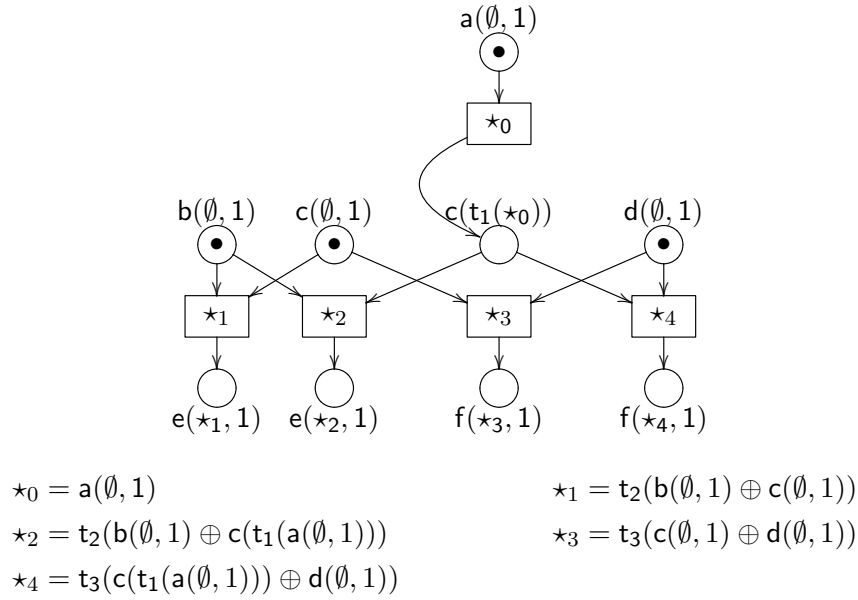 a(∅, 1)
⋆₀
b(∅, 1) c(∅, 1) c(t₁(⋆₀)) d(∅, 1)
⋆₁ ⋆₂ ⋆₃ ⋆₄
e(⋆₁, 1) e(⋆₂, 1) f(⋆₃, 1) f(⋆₄, 1)
⋆₀ = a(∅, 1) ⋆₁ = t₂(b(∅, 1) ⊕ c(∅, 1))
⋆₂ = t₂(b(∅, 1) ⊕ c(t₁(a(∅, 1))) ⋆₃ = t₃(c(∅, 1) ⊕ d(∅, 1))
⋆₄ = t₃(c(t₁(a(∅, 1))) ⊕ d(∅, 1))